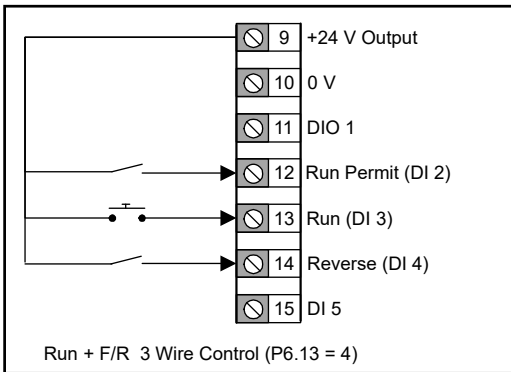 9 +24 V Output
10 0 V
11 DIO 1
12 Run Permit (DI 2)
13 Run (DI 3)
14 Reverse (DI 4)
15 DI 5
Run + F/R 3 Wire Control (P6.13 = 4)